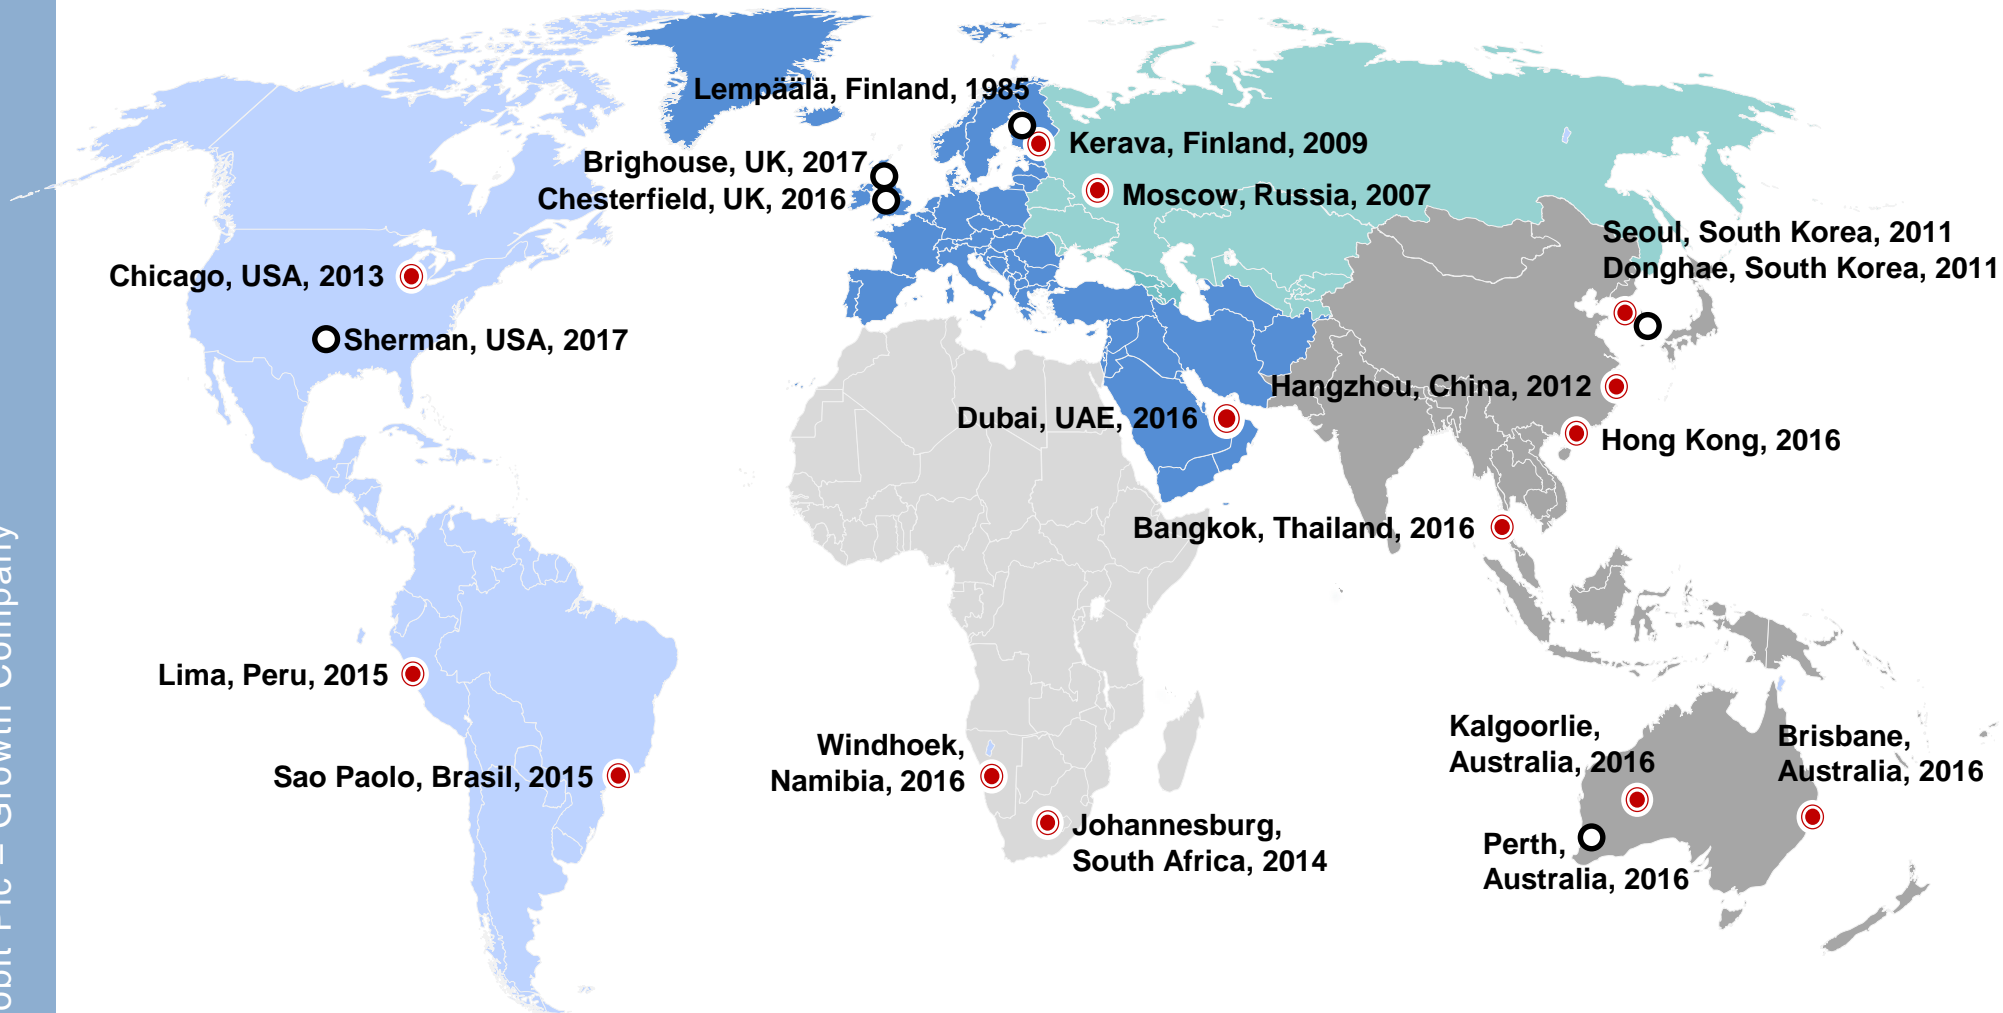 Lempäälä, Finland, 1985
Kerava, Finland, 2009
Brighouse, UK, 2017
Chesterfield, UK, 2016
Moscow, Russia, 2007
Seoul, South Korea, 2011
Donghae, South Korea, 2011
Chicago, USA, 2013
Sherman, USA, 2017
Hangzhou, China, 2012
Dubai, UAE, 2016
Hong Kong, 2016
Bangkok, Thailand, 2016
Lima, Peru, 2015
Sao Paolo, Brasil, 2015
Windhoek,
Namibia, 2016
Johannesburg,
South Africa, 2014
Kalgoorlie,
Australia, 2016
Brisbane,
Australia, 2016
Perth,
Australia, 2016
Growth Company